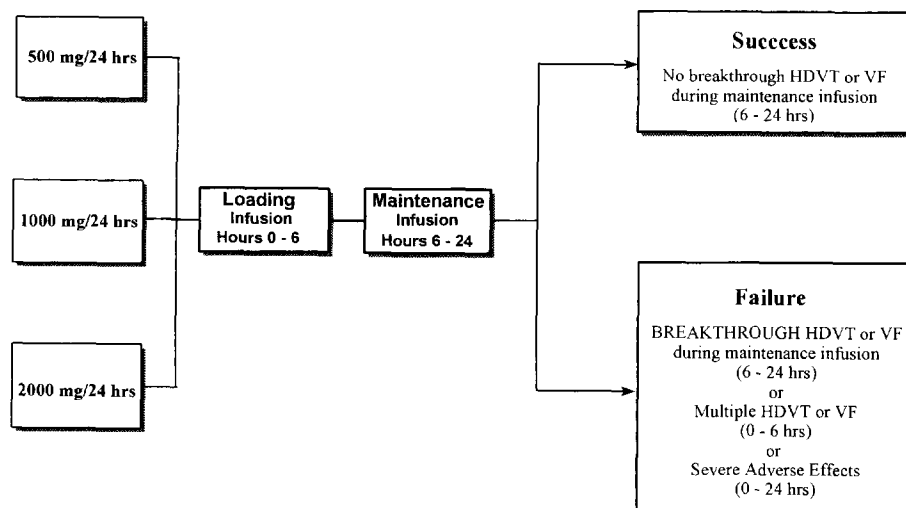 500 mg/24 hrs
1000 mg/24 hrs
2000 mg/24 hrs
Loading
Infusion
Hours 0 - 6
Maintenance
Infusion
Hours 6 - 24
Succcess
No breakthrough HDVT or VF
during maintenance infusion
(6 - 24 hrs)
Failure
BREAKTHROUGH HDVT or VF
during maintenance infusion
(6 - 24 hrs)
or
Multiple HDVT or VF
(0 - 6 hrs)
or
Severe Adverse Effects
(0 - 24 hrs)